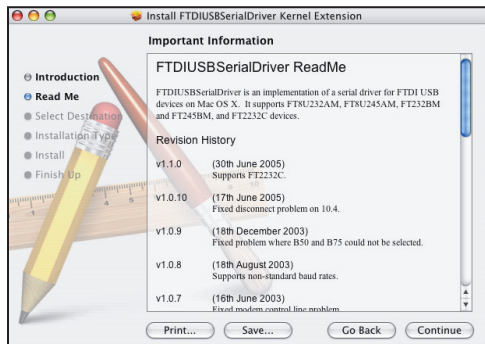 Install FTDIUSBSerialDriver Kernel Extension
Important Information
Introduction
Read Me
Select Destination
Installation Type
Install
Finish Up
FTDIUSBSerialDriver ReadMe
FTDIUSBSerialDriver is an implementation of a serial driver for FTDI USB
devices on Mac OS X. It supports FT8U232AM, FT8U245AM, FT232BM
and FT245BM, and FT2232C devices.
Revision History
v1.1.0 (30th June 2005)
Supports FT2232C.
v1.0.10 (17th June 2005)
Fixed disconnect problem on 10.4.
v1.0.9 (18th December 2003)
Fixed problem where B50 and B75 could not be selected.
v1.0.8 (18th August 2003)
Supports non-standard baud rates.
v1.0.7 (16th June 2003)
Fixed modem control line problem
Print... Save... Go Back Continue